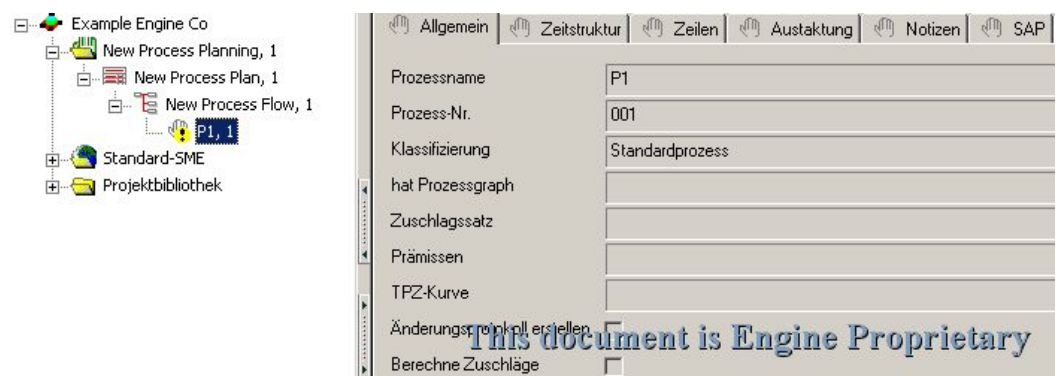 Example Engine Co
New Process Planning, 1
New Process Plan, 1
New Process Flow, 1
P1, 1
Standard-SME
Projektbibliothek
Allgemein Zeitstruktur Zeilen Austaktung Notizen SAP
Prozessname P1
Prozess-Nr. 001
Klassifizierung Standardprozess
hat Prozessgraph
Zuschlagssatz
Prämissen
TPZ-Kurve
Änderungsprotokoll erstellen
This document is Engine Proprietary
Berechne Zuschläge